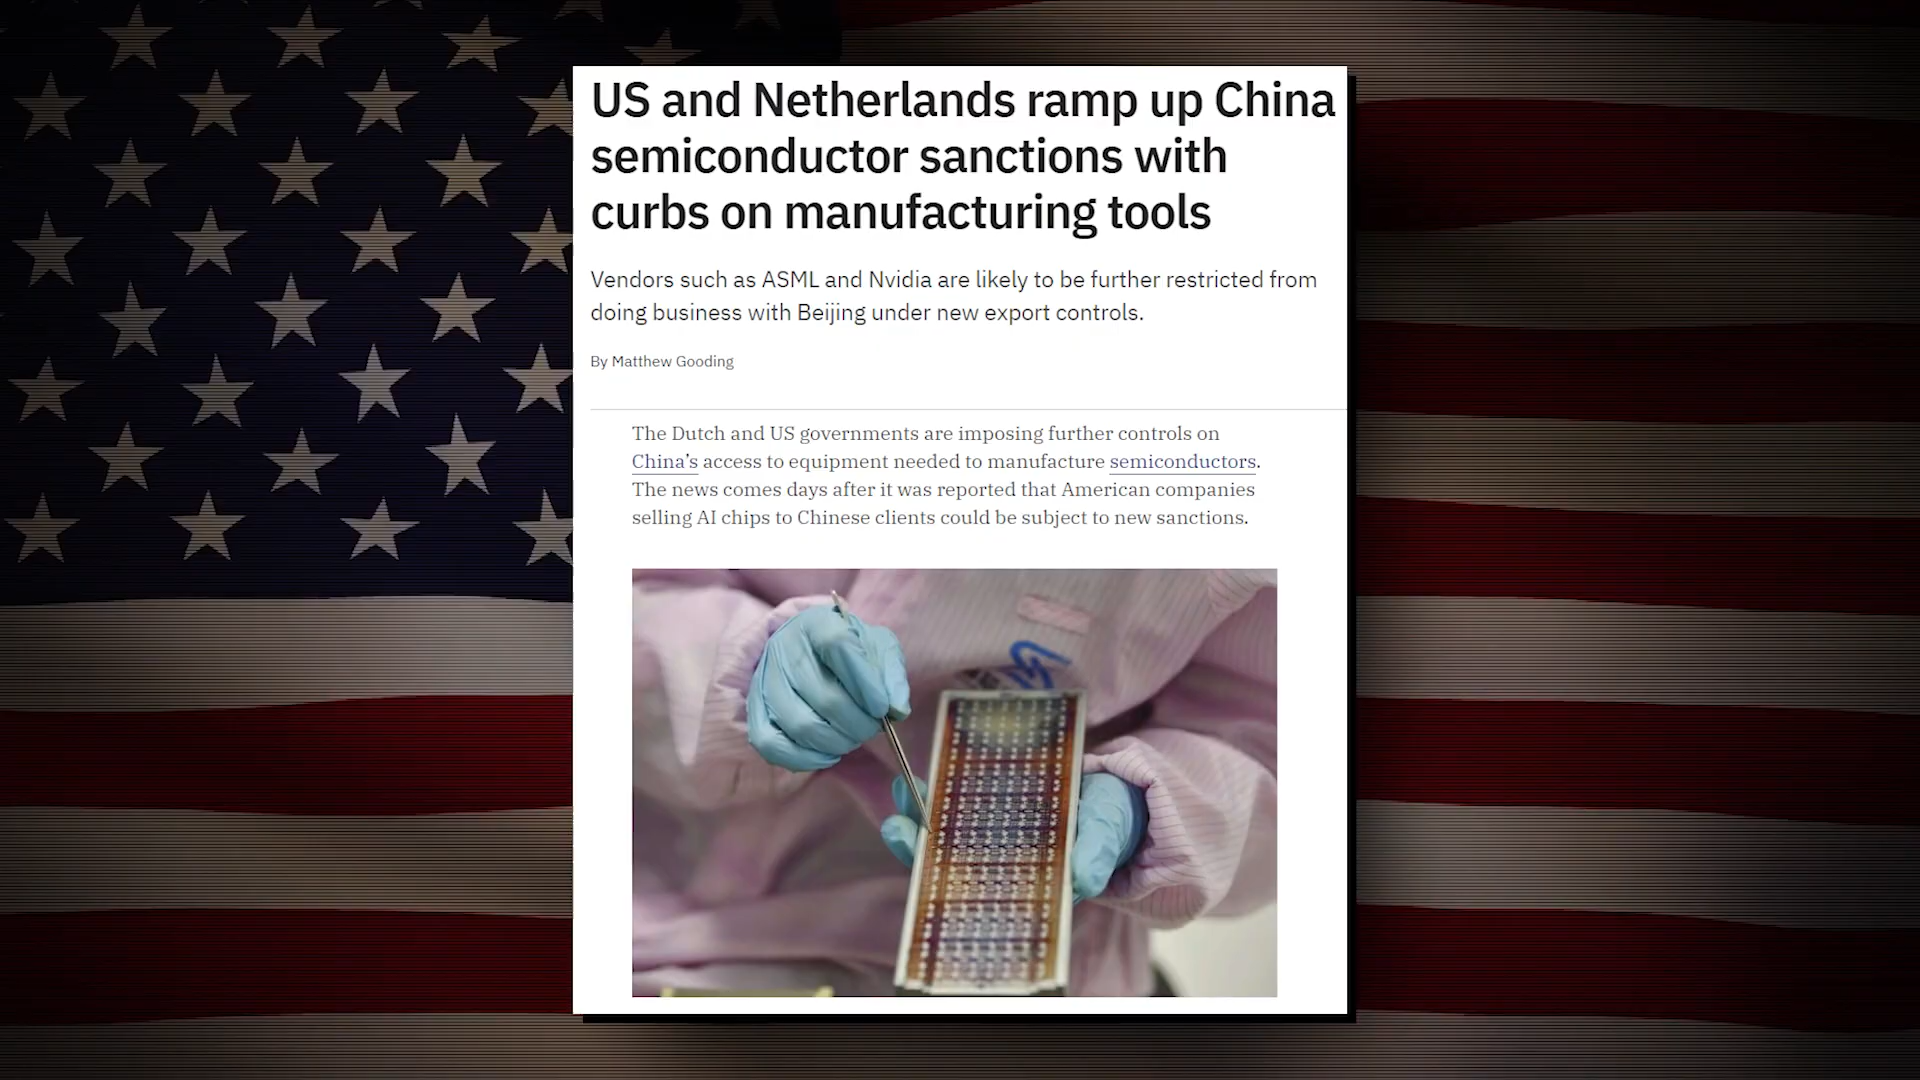 US and Netherlands ramp up China
semiconductor sanctions with
curbs on manufacturing tools
Vendors such as ASML and Nvidia are likely to be further restricted from
doing business with Beijing under new export controls.
By Matthew Gooding
The Dutch and US governments are imposing further controls on
China’s access to equipment needed to manufacture semiconductors.
The news comes days after it was reported that American companies
selling AI chips to Chinese clients could be subject to new sanctions.